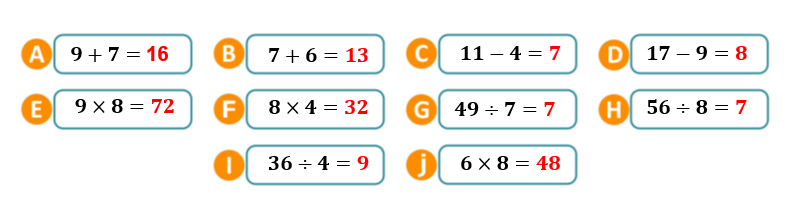 A 9 + 7 = 16 B 7 + 6 = 13 C 11 − 4 = 7 D 17 − 9 = 8
E 9 × 8 = 72 F 8 × 4 = 32 G 49 ÷ 7 = 7 H 56 ÷ 8 = 7
I 36 ÷ 4 = 9 j 6 × 8 = 48